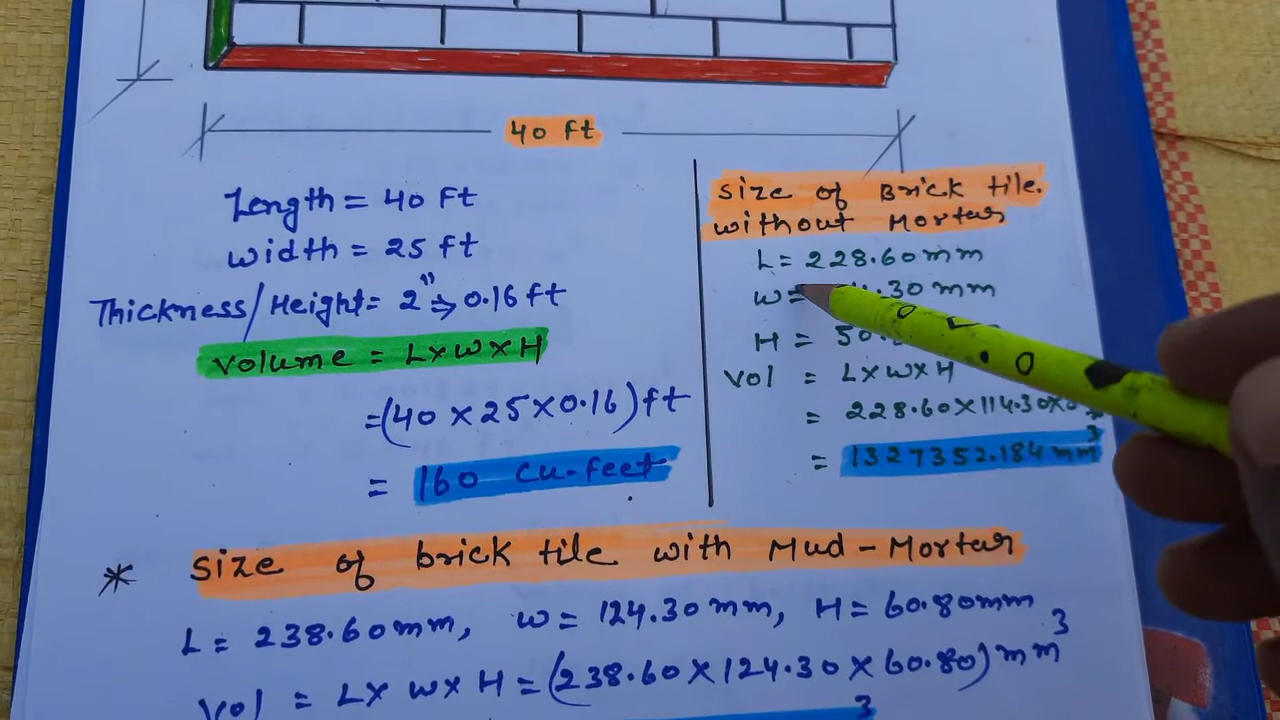 40 ft
Length = 40 Ft
width = 25 ft
Thickness/Height = 2" ⇒ 0.16 ft
Volume = L×W×H
=(40 × 25 × 0.16) ft
= 160 cu-feet
size of Brick tile.
without Mortar
L = 228.60 mm
W = .30 mm
H = 50.
Vol = L×W×H
= 228.60×114.30×
= 1327352.184 mm³
* size of brick tile with Mud-Mortar
L = 238.60mm, W = 124.30 mm, H = 60.80mm
Vol = L× W× H = (238.60 × 124.30 × 60.80) mm³
3